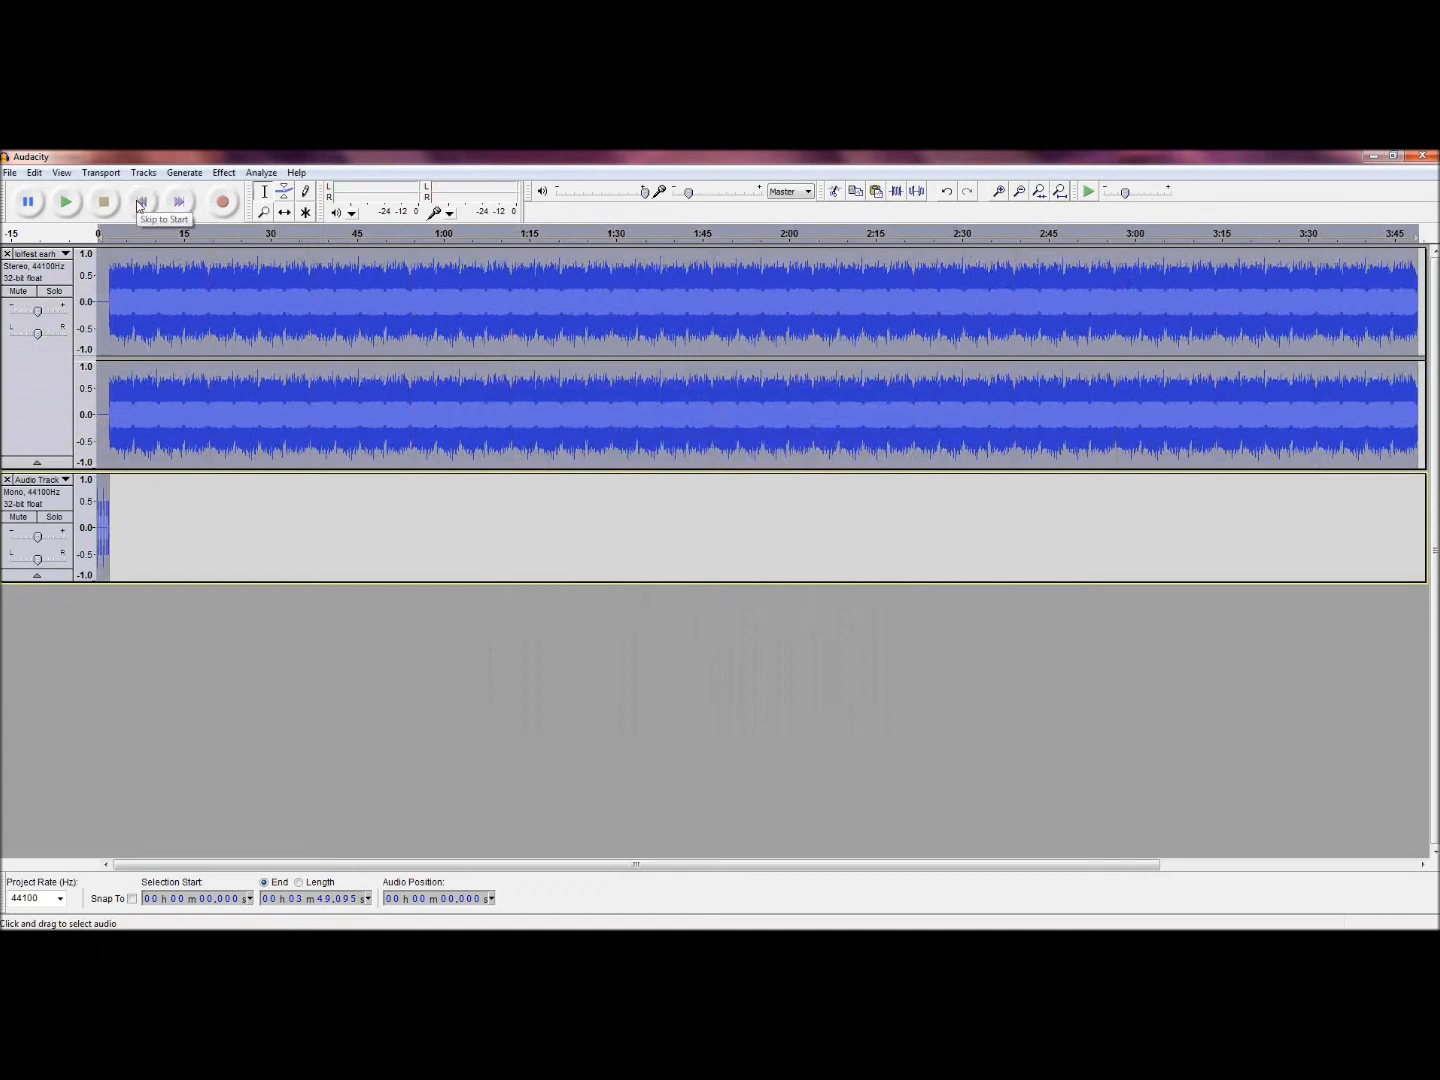 Audacity
File Edit View Transport Tracks Generate Effect Analyze Help
L
R
L
R
Master
-24 -12 0
-24 -12 0
Skip to Start
-15 0 15 30 45 1:00 1:15 1:30 1:45 2:00 2:15 2:30 2:45 3:00 3:15 3:30 3:45
lolfest earh
Stereo, 44100Hz
32-bit float
Mute Solo
- +
L R
1.0
0.5
0.0
-0.5
-1.0
1.0
0.5
0.0
-0.5
-1.0
Audio Track
Mono, 44100Hz
32-bit float
Mute Solo
- +
L R
1.0
0.5
0.0
-0.5
-1.0
Project Rate (Hz): Selection Start: End Length Audio Position:
44100 Snap To 00 h 00 m 00.000 s 00 h 03 m 49.095 s 00 h 00 m 00.000 s
Click and drag to select audio